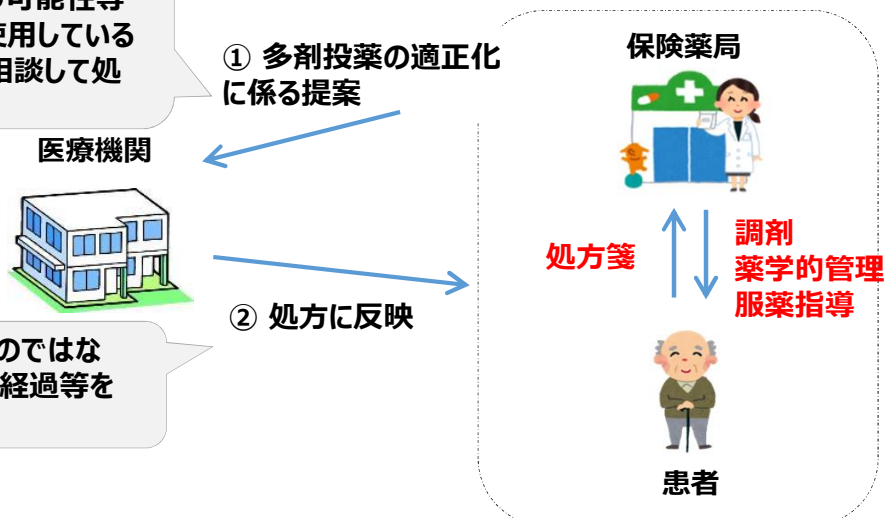 の可能性等
使用している
相談して処
① 多剤投薬の適正化
に係る提案
医療機関
② 処方に反映
のではな
経過等を
保険薬局
処方箋
調剤
薬学的管理
服薬指導
患者